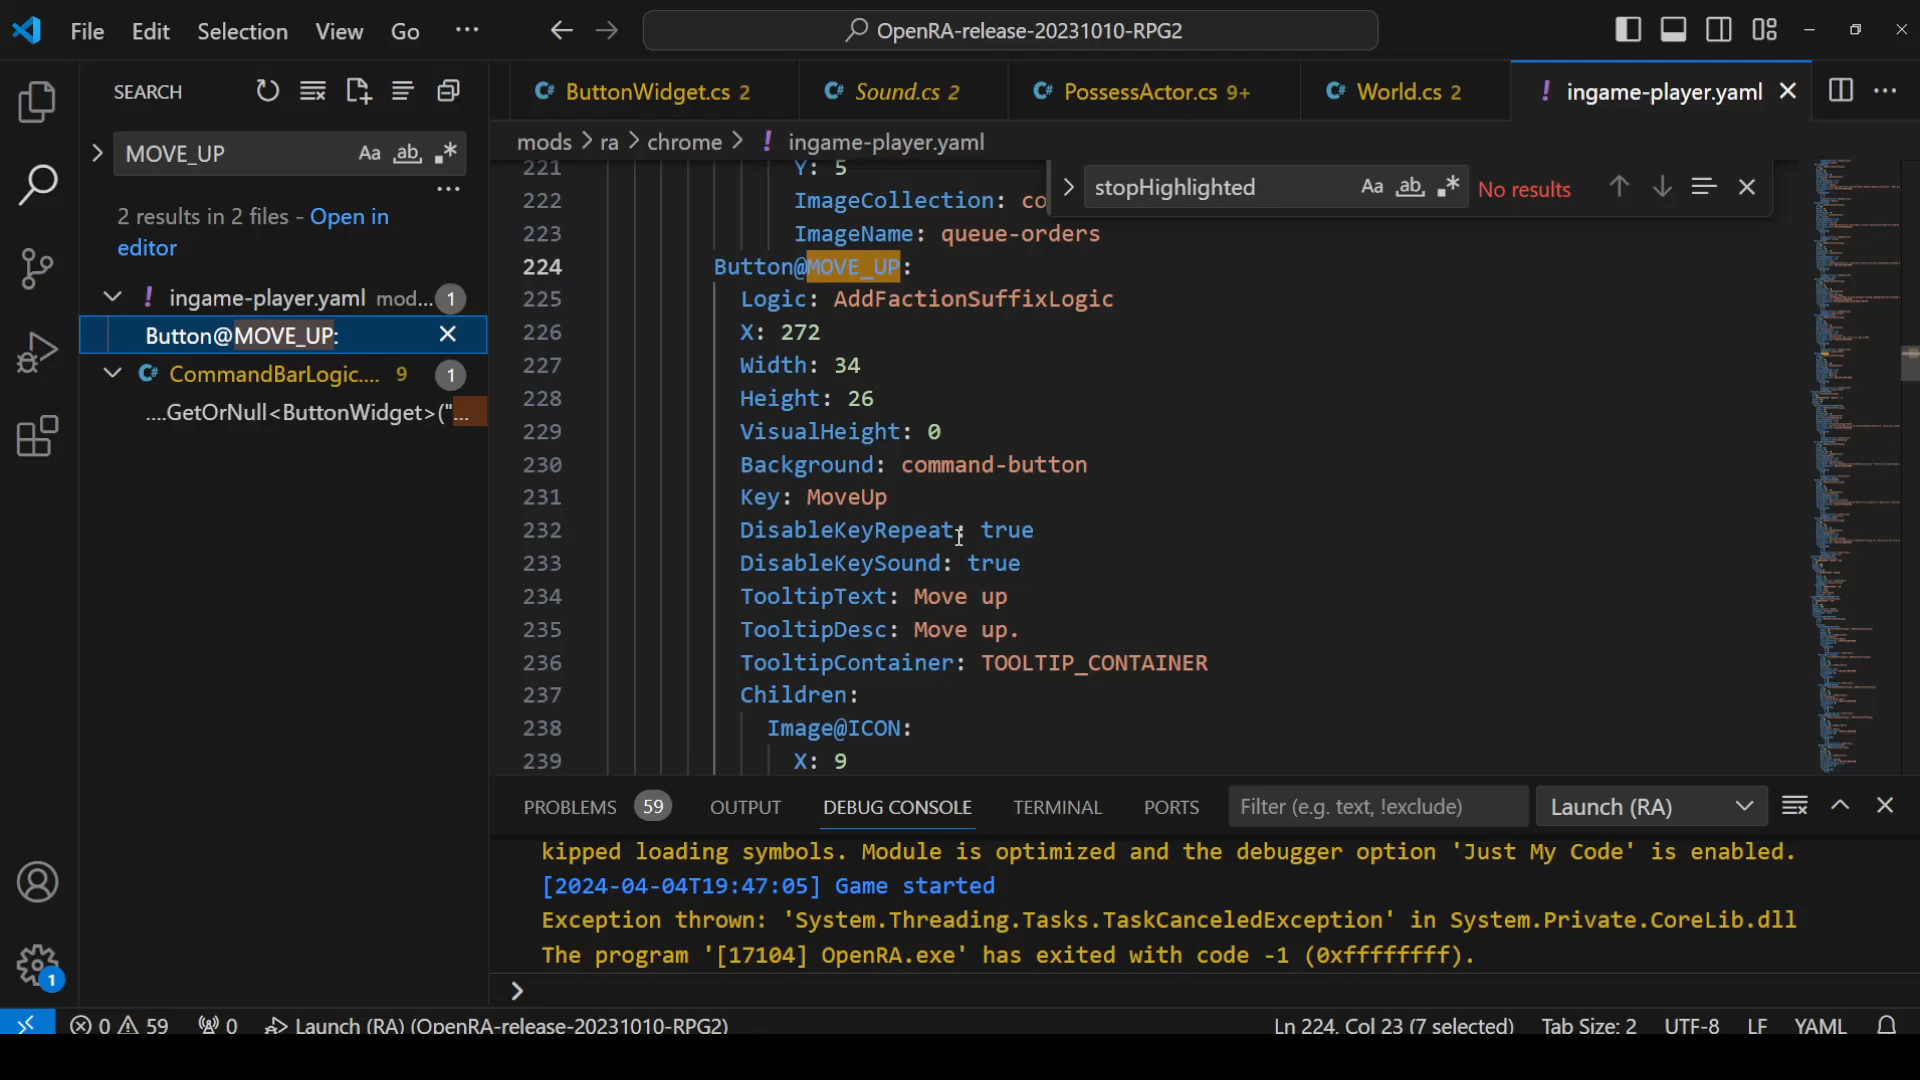 File Edit Selection View Go ···
OpenRA-release-20231010-RPG2
SEARCH
MOVE_UP
Aa ab .*
2 results in 2 files - Open in
editor
ingame-player.yaml mod... 1
Button@MOVE_UP:
CommandBarLogic.... 9 1
....GetOrNull<ButtonWidget>("...
ButtonWidget.cs 2
Sound.cs 2
PossessActor.cs 9+
World.cs 2
! ingame-player.yaml
mods > ra > chrome > ! ingame-player.yaml
stopHighlighted Aa ab .* No results
221 Y: 5
222 ImageCollection: co
223 ImageName: queue-orders
224 Button@MOVE_UP:
225 Logic: AddFactionSuffixLogic
226 X: 272
227 Width: 34
228 Height: 26
229 VisualHeight: 0
230 Background: command-button
231 Key: MoveUp
232 DisableKeyRepeat: true
233 DisableKeySound: true
234 TooltipText: Move up
235 TooltipDesc: Move up.
236 TooltipContainer: TOOLTIP_CONTAINER
237 Children:
238 Image@ICON:
239 X: 9
PROBLEMS 59 OUTPUT DEBUG CONSOLE TERMINAL PORTS Filter (e.g. text, !exclude) Launch (RA)
kipped loading symbols. Module is optimized and the debugger option 'Just My Code' is enabled.
[2024-04-04T19:47:05] Game started
Exception thrown: 'System.Threading.Tasks.TaskCanceledException' in System.Private.CoreLib.dll
The program '[17104] OpenRA.exe' has exited with code -1 (0xffffffff).
1
0 59 0 Launch (RA) (OpenRA-release-20231010-RPG2) Ln 224, Col 23 (7 selected) Tab Size: 2 UTF-8 LF YAML